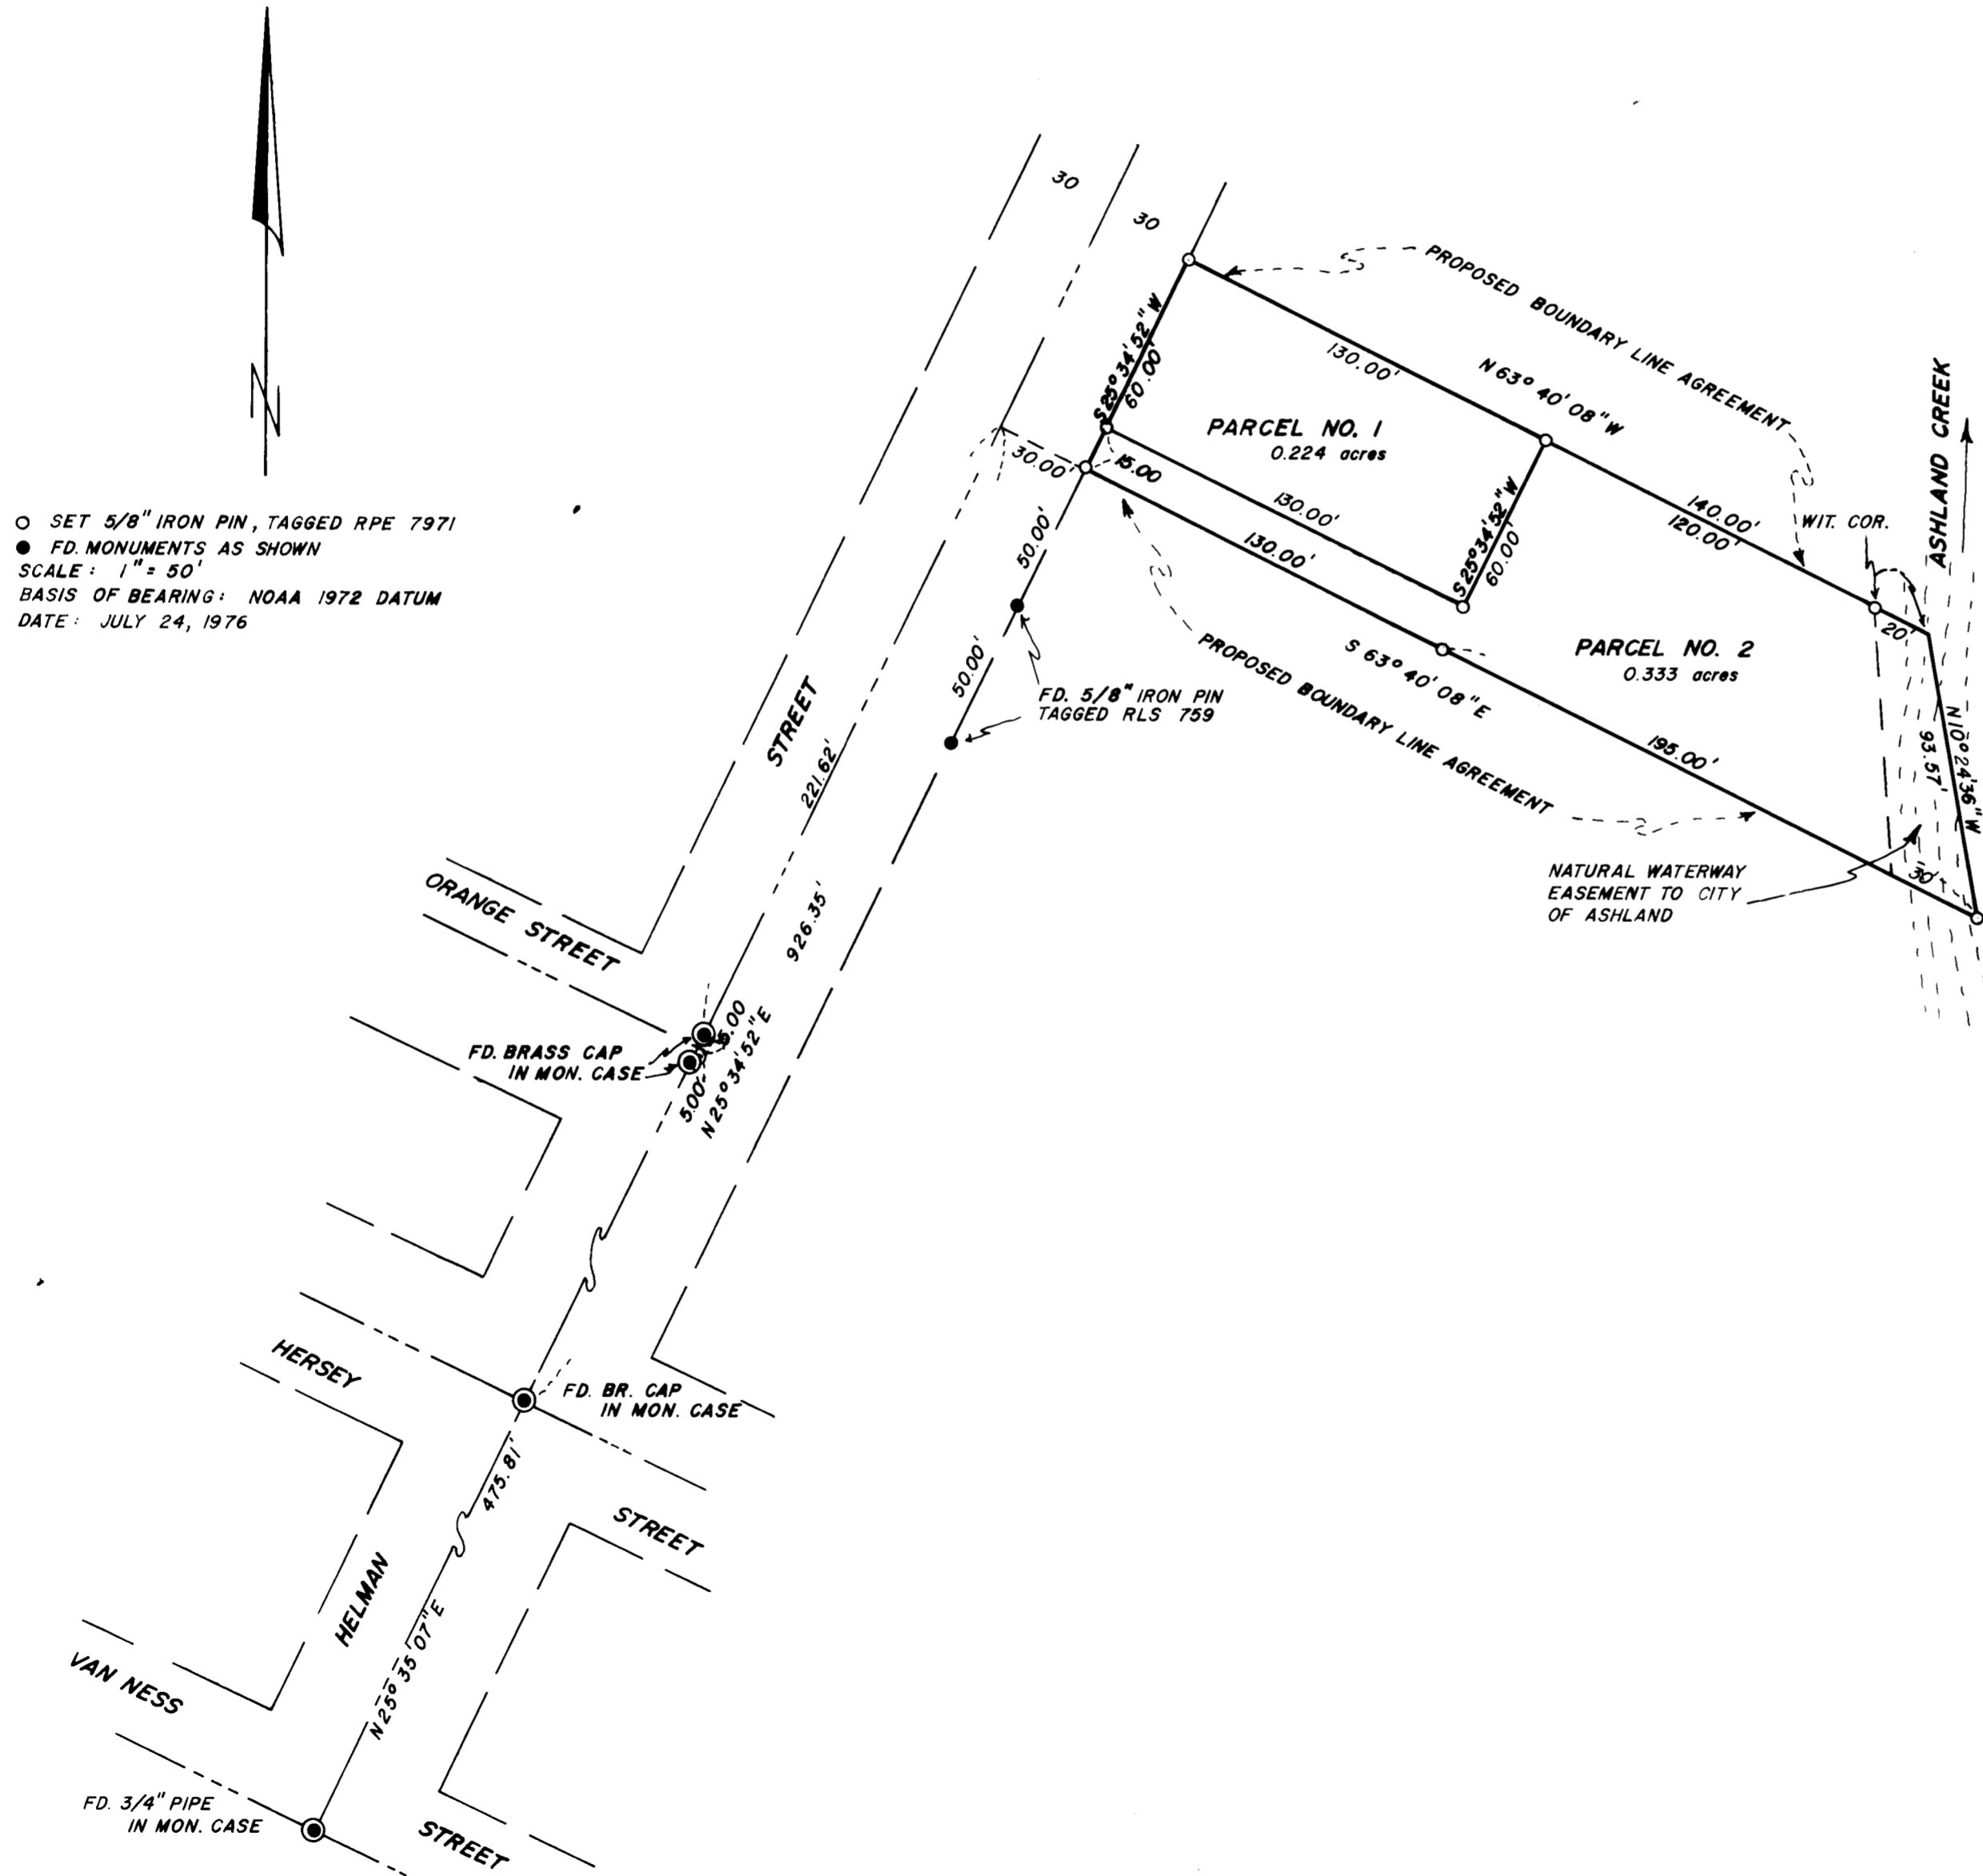 N
○ SET 5/8" IRON PIN, TAGGED RPE 7971
● FD. MONUMENTS AS SHOWN
SCALE: 1" = 50'
BASIS OF BEARING: NOAA 1972 DATUM
DATE: JULY 24, 1976
30
30
S 25° 34' 52" W
60.00'
PROPOSED BOUNDARY LINE AGREEMENT
130.00'
N 63° 40' 08" W
PARCEL NO. 1
0.224 acres
ASHLAND CREEK
30.00'
15.00
130.00'
S 25° 34' 52" W
60.00'
140.00'
120.00'
WIT. COR.
50.00'
130.00'
20'
PARCEL NO. 2
0.333 acres
50.00'
FD. 5/8" IRON PIN
TAGGED RLS 759
PROPOSED BOUNDARY LINE AGREEMENT
S 63° 40' 08" E
195.00'
N 10° 24' 36" W
93.57'
STREET
221.62'
NATURAL WATERWAY
EASEMENT TO CITY
OF ASHLAND
30'
ORANGE STREET
926.35'
FD. BRASS CAP
IN MON. CASE
5.00
500'
N 25° 34' 52" E
HERSEY
FD. BR. CAP
IN MON. CASE
475.81'
STREET
HELMAN
N 25° 35' 07" E
VAN NESS
FD. 3/4" PIPE
IN MON. CASE
STREET